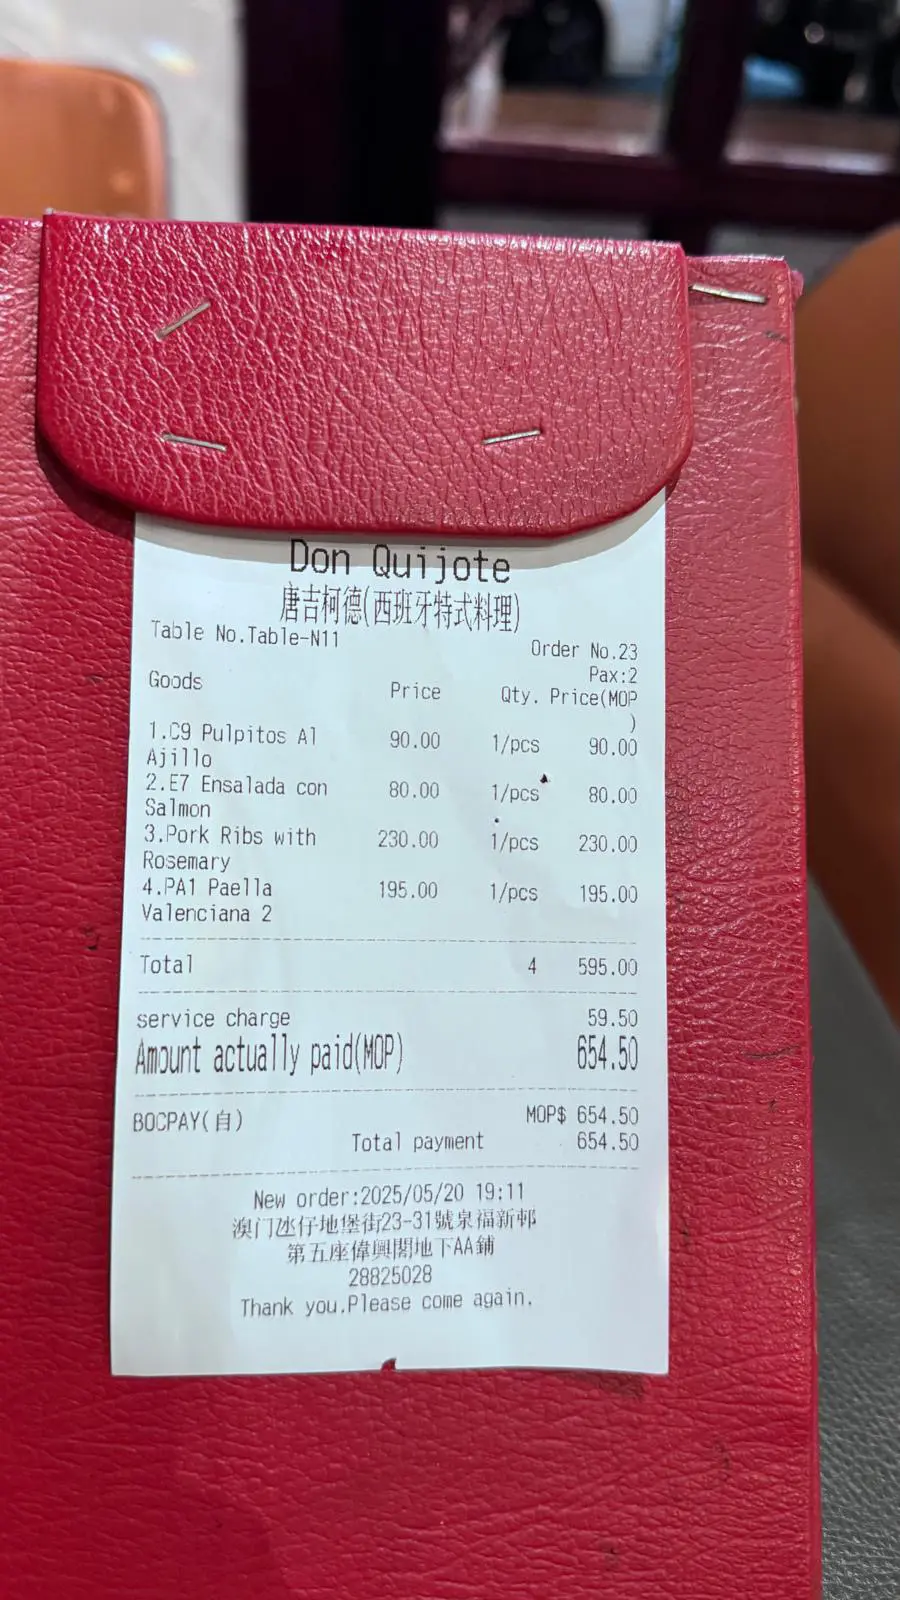 Don Quijote
唐吉柯德(西班牙特式料理)
Table No.Table-N11
Order No.23
Pax:2
Goods Price Qty. Price(MOP
)
1.C9 Pulpitos Al 90.00 1/pcs 90.00
Ajillo
2.E7 Ensalada con 80.00 1/pcs 80.00
Salmon
3.Pork Ribs with 230.00 1/pcs 230.00
Rosemary
4.PA1 Paella 195.00 1/pcs 195.00
Valenciana 2
Total 4 595.00
service charge 59.50
Amount actually paid(MOP) 654.50
BOCPAY(自) MOP$ 654.50
Total payment 654.50
New order:2025/05/20 19:11
澳门氹仔地堡街23-31號泉福新邨
第五座偉興閣地下AA鋪
28825028
Thank you.Please come again.